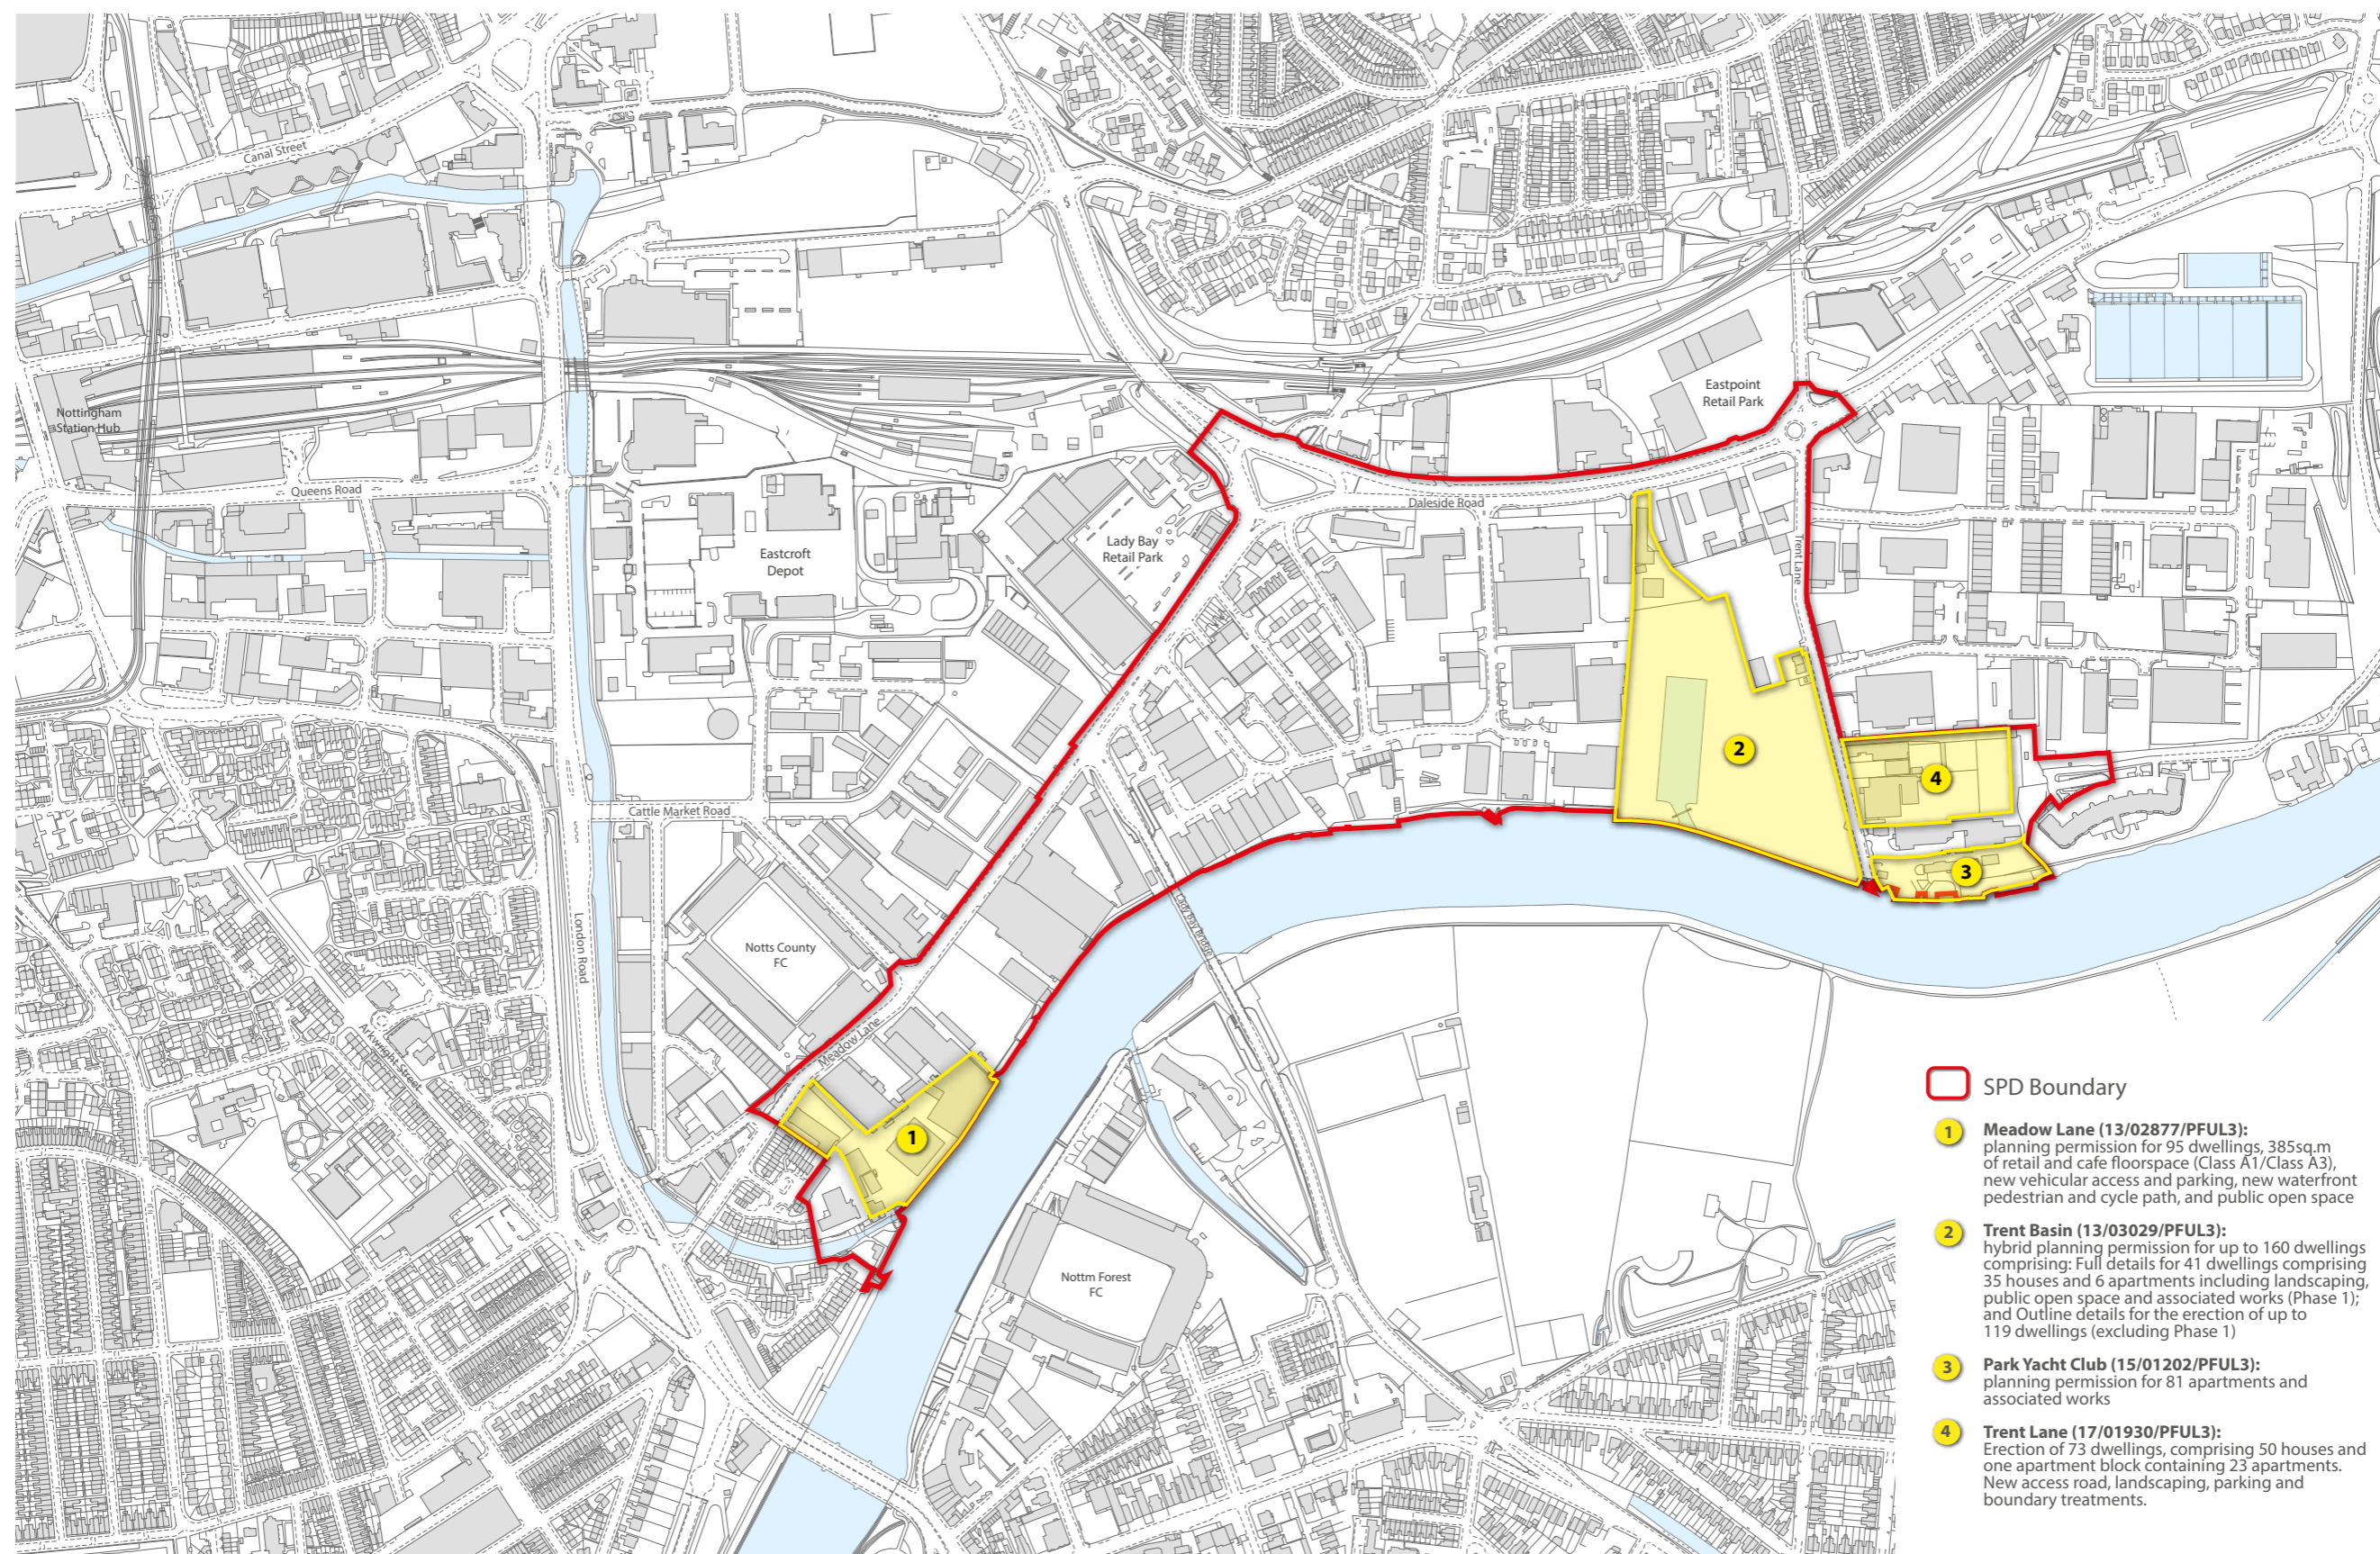 Canal Street
Nottingham
Station Hub
Queens Road
Eastcroft
Depot
Lady Bay
Retail Park
Eastpoint
Retail Park
Daleside Road
Trent Lane
Cattle Market Road
London Road
Notts County
FC
Lady Bay Bridge
Meadow Lane
Arkwright Street
Nottm Forest
FC
1
2
3
4
SPD Boundary
1 Meadow Lane (13/02877/PFUL3):
planning permission for 95 dwellings, 385sq.m
of retail and cafe floorspace (Class A1/Class A3),
new vehicular access and parking, new waterfront
pedestrian and cycle path, and public open space
2 Trent Basin (13/03029/PFUL3):
hybrid planning permission for up to 160 dwellings
comprising: Full details for 41 dwellings comprising
35 houses and 6 apartments including landscaping,
public open space and associated works (Phase 1);
and Outline details for the erection of up to
119 dwellings (excluding Phase 1)
3 Park Yacht Club (15/01202/PFUL3):
planning permission for 81 apartments and
associated works
4 Trent Lane (17/01930/PFUL3):
Erection of 73 dwellings, comprising 50 houses and
one apartment block containing 23 apartments.
New access road, landscaping, parking and
boundary treatments.